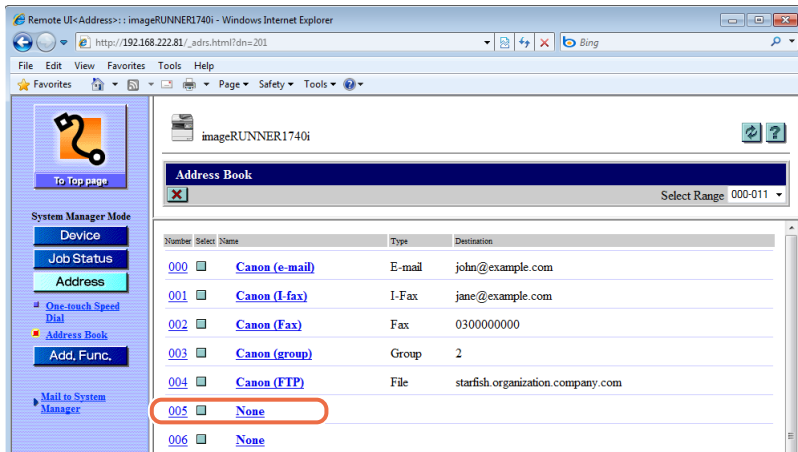 Remote UI<Address>: : imageRUNNER1740i - Windows Internet Explorer
http://192.168.222.81/_adrs.html?dn=201
Bing
File Edit View Favorites Tools Help
Favorites Page Safety Tools
imageRUNNER1740i
To Top page
Address Book
Select Range 000-011
System Manager Mode
Device
Job Status
Address
One-touch Speed
Dial
Address Book
Add. Func.
Mail to System
Manager
Number Select Name Type Destination
000 Canon (e-mail) E-mail john@example.com
001 Canon (I-fax) I-Fax jane@example.com
002 Canon (Fax) Fax 0300000000
003 Canon (group) Group 2
004 Canon (FTP) File starfish.organization.company.com
005 None
006 None